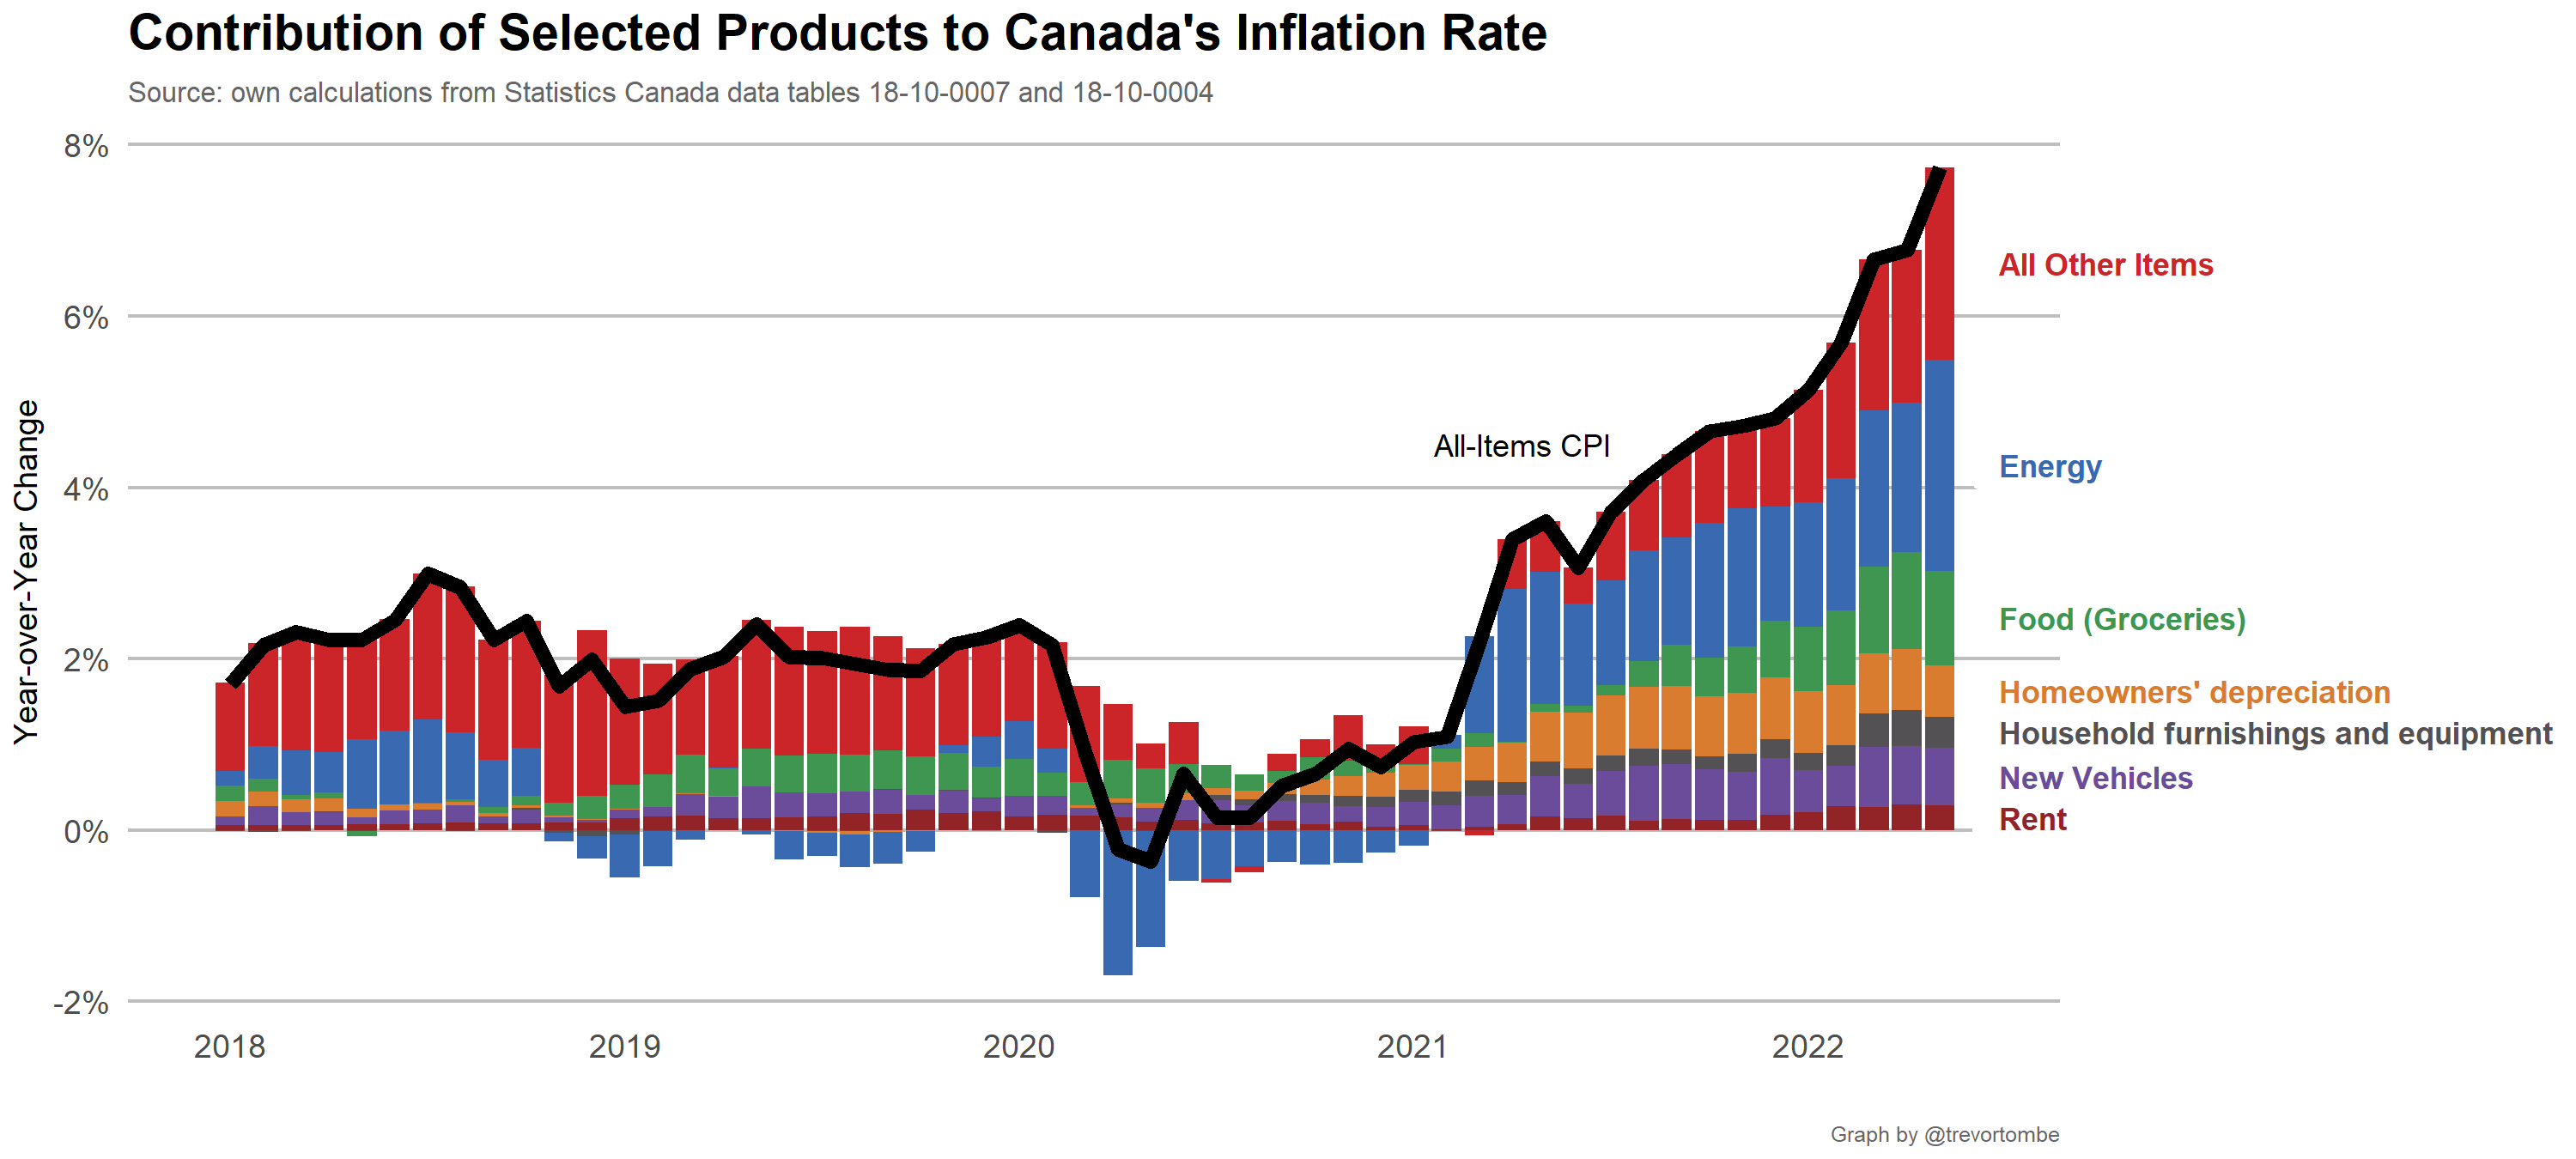 Contribution of Selected Products to Canada's Inflation Rate
Source: own calculations from Statistics Canada data tables 18-10-0007 and 18-10-0004
Year-over-Year Change
8%
6%
4%
2%
0%
-2%
All-Items CPI
All Other Items
Energy
Food (Groceries)
Homeowners' depreciation
Household furnishings and equipment
New Vehicles
Rent
2018 2019 2020 2021 2022
Graph by @trevortombe